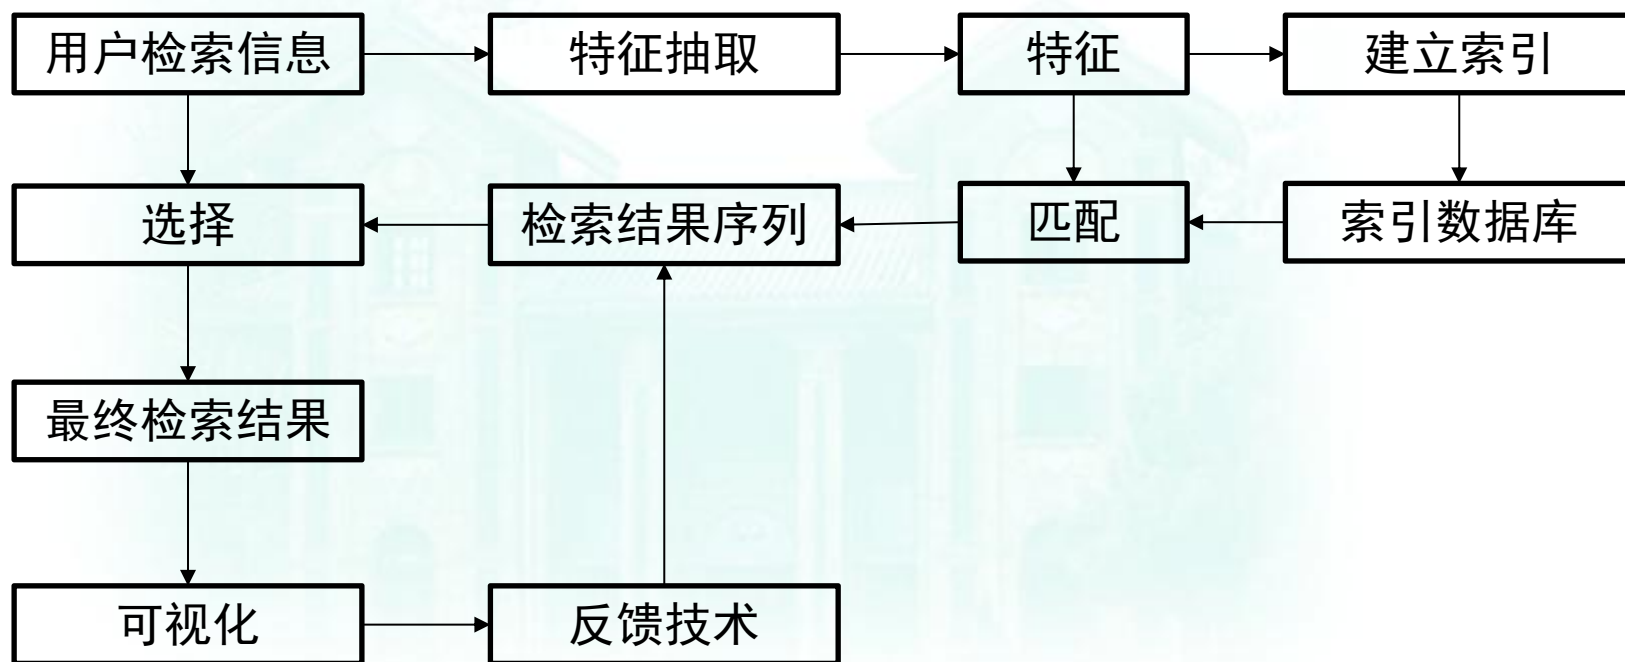 用户检索信息
特征抽取
特征
建立索引
选择
检索结果序列
匹配
索引数据库
最终检索结果
可视化
反馈技术